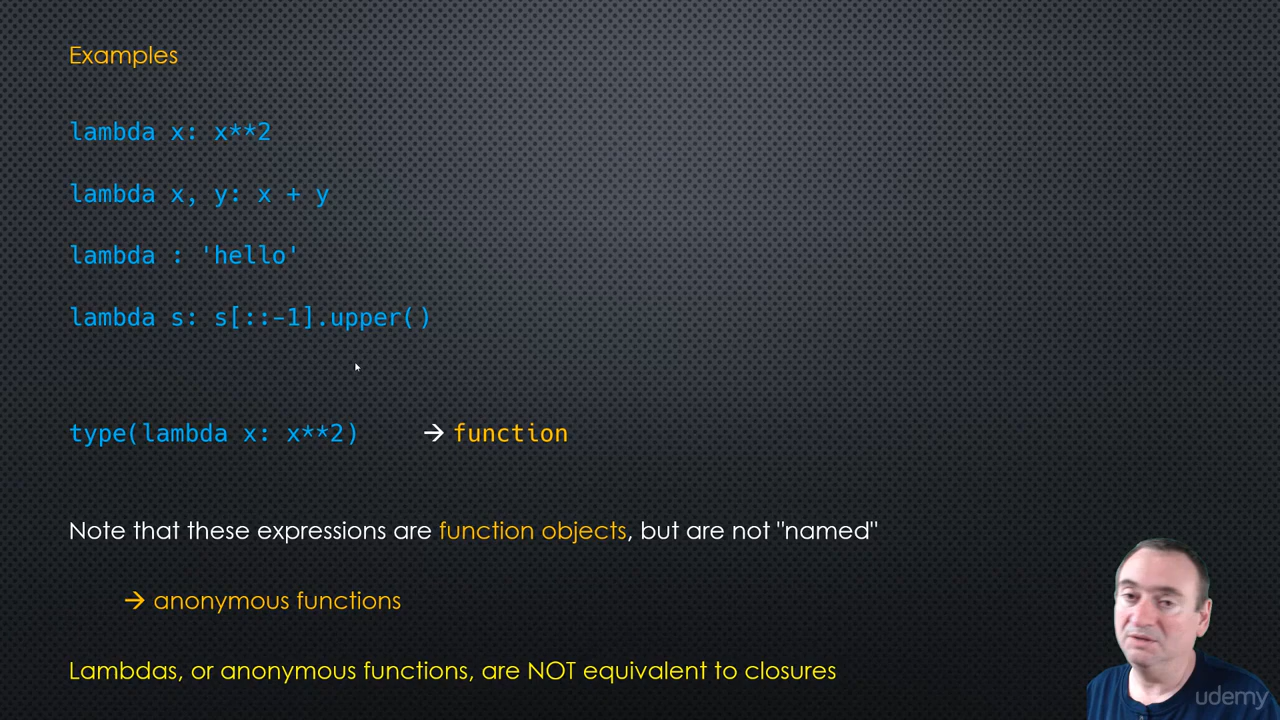 Examples
lambda x: x**2
lambda x, y: x + y
lambda : 'hello'
lambda s: s[::-1].upper()
type(lambda x: x**2) → function
Note that these expressions are function objects, but are not "named"
→ anonymous functions
Lambdas, or anonymous functions, are NOT equivalent to closures
udemy